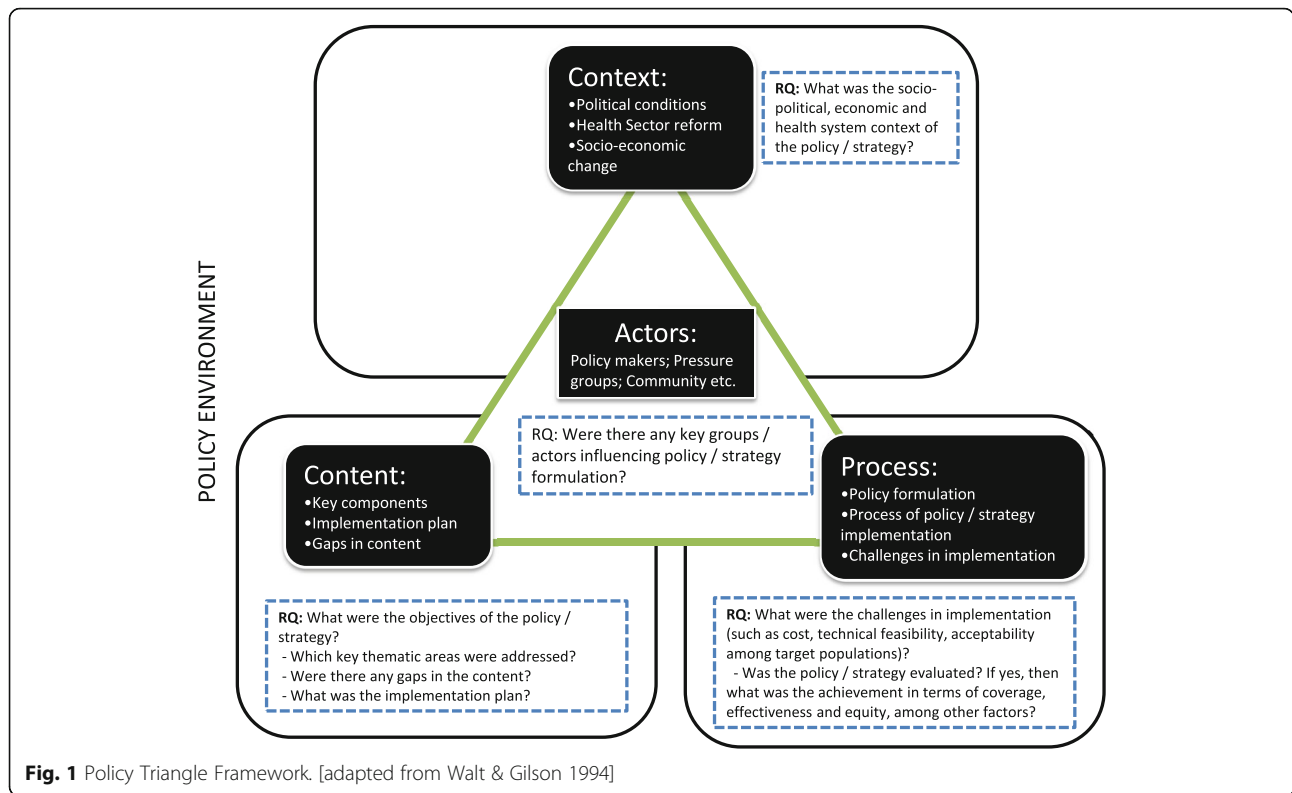 Context:
•Political conditions
•Health Sector reform
•Socio-economic
change
RQ: What was the socio-
political, economic and
health system context of
the policy / strategy?
POLICY ENVIRONMENT
Actors:
Policy makers; Pressure
groups; Community etc.
RQ: Were there any key groups /
actors influencing policy / strategy
formulation?
Content:
•Key components
•Implementation plan
•Gaps in content
Process:
•Policy formulation
•Process of policy / strategy
implementation
•Challenges in implementation
RQ: What were the objectives of the policy /
strategy?
- Which key thematic areas were addressed?
- Were there any gaps in the content?
- What was the implementation plan?
RQ: What were the challenges in implementation
(such as cost, technical feasibility, acceptability
among target populations)?
- Was the policy / strategy evaluated? If yes, then
what was the achievement in terms of coverage,
effectiveness and equity, among other factors?
Fig. 1 Policy Triangle Framework. [adapted from Walt & Gilson 1994]